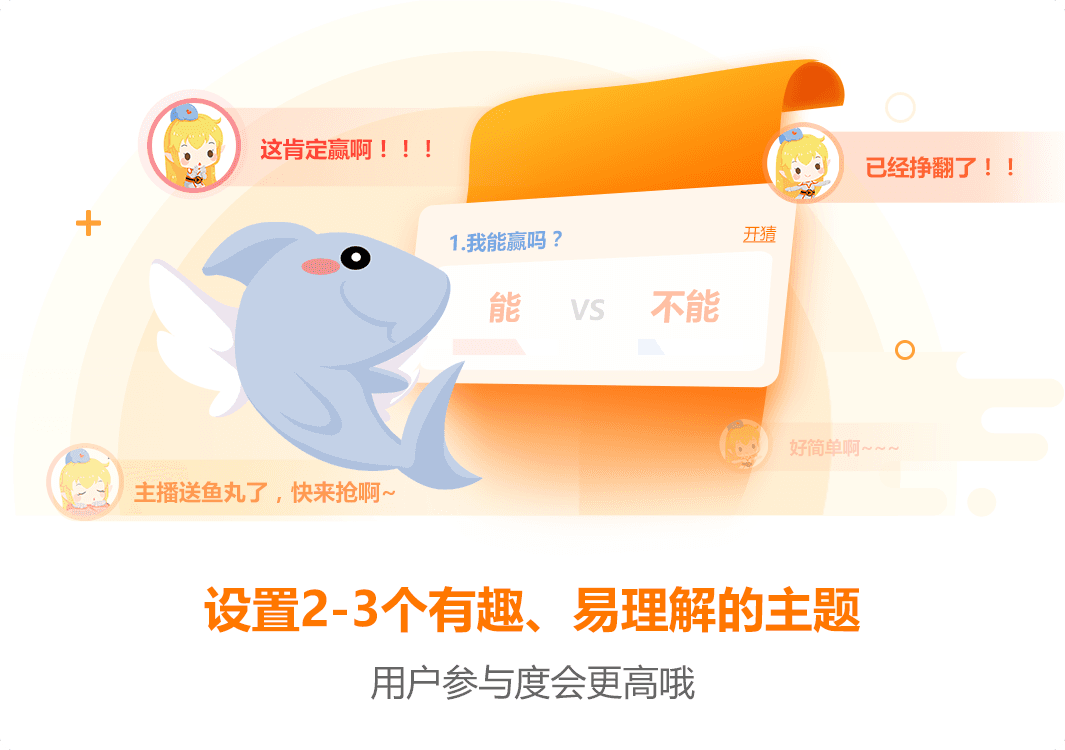 这肯定赢啊！！！
已经挣翻了！！
1.我能赢吗？
开猜
能 VS 不能
好简单啊~~~
主播送鱼丸了，快来抢啊~
设置2-3个有趣、易理解的主题
用户参与度会更高哦